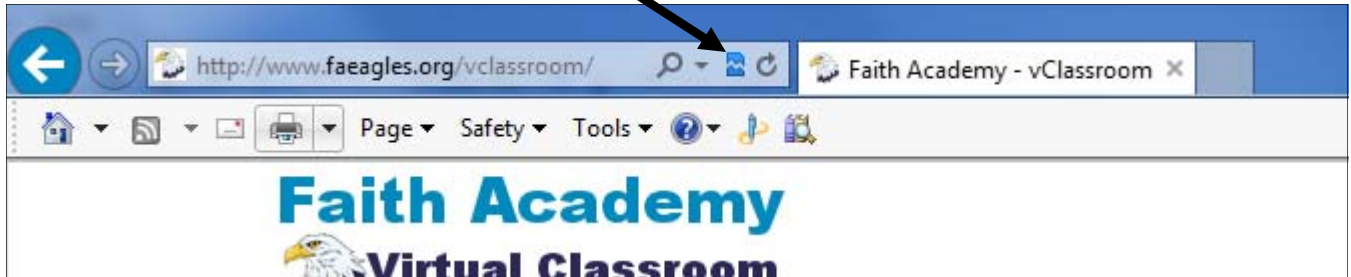 http://www.faeagles.org/vclassroom/
Faith Academy - vClassroom
Page Safety Tools
Faith Academy
Virtual Classroom